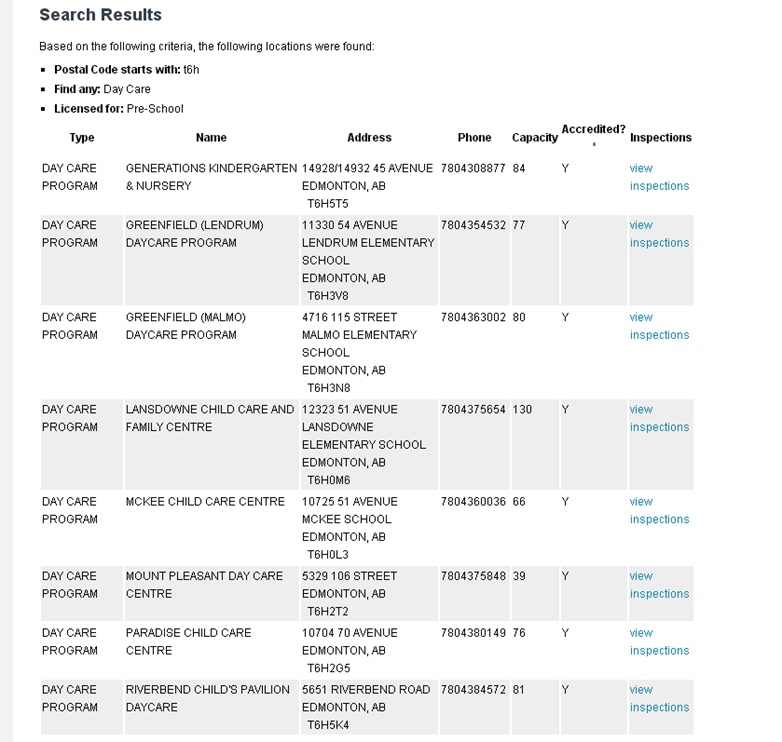 Search Results
Based on the following criteria, the following locations were found:
Postal Code starts with: t6h
Find any: Day Care
Licensed for: Pre-School
Type Name Address Phone Capacity Accredited? * Inspections
DAY CARE PROGRAM GENERATIONS KINDERGARTEN & NURSERY 14928/14932 45 AVENUE EDMONTON, AB T6H5T5 7804308877 84 Y view inspections
DAY CARE PROGRAM GREENFIELD (LENDRUM) DAYCARE PROGRAM 11330 54 AVENUE LENDRUM ELEMENTARY SCHOOL EDMONTON, AB T6H3V8 7804354532 77 Y view inspections
DAY CARE PROGRAM GREENFIELD (MALMO) DAYCARE PROGRAM 4716 115 STREET MALMO ELEMENTARY SCHOOL EDMONTON, AB T6H3N8 7804363002 80 Y view inspections
DAY CARE PROGRAM LANSDOWNE CHILD CARE AND FAMILY CENTRE 12323 51 AVENUE LANSDOWNE ELEMENTARY SCHOOL EDMONTON, AB T6H0M6 7804375654 130 Y view inspections
DAY CARE PROGRAM MCKEE CHILD CARE CENTRE 10725 51 AVENUE MCKEE SCHOOL EDMONTON, AB T6H0L3 7804360036 66 Y view inspections
DAY CARE PROGRAM MOUNT PLEASANT DAY CARE CENTRE 5329 106 STREET EDMONTON, AB T6H2T2 7804375848 39 Y view inspections
DAY CARE PROGRAM PARADISE CHILD CARE CENTRE 10704 70 AVENUE EDMONTON, AB T6H2G5 7804380149 76 Y view inspections
DAY CARE PROGRAM RIVERBEND CHILD'S PAVILION DAYCARE 5651 RIVERBEND ROAD EDMONTON, AB T6H5K4 7804384572 81 Y view inspections